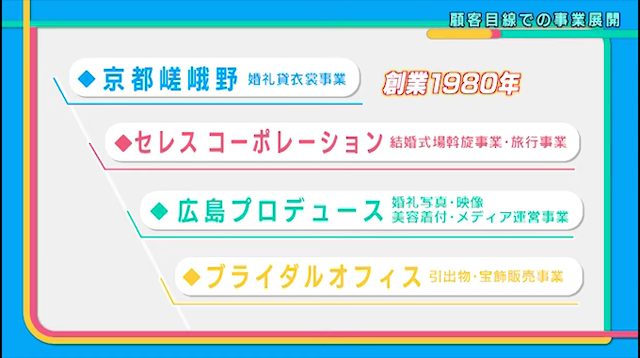 顧客目線での事業展開
◆京都嵯峨野 婚礼貸衣裳事業
創業1980年
◆セレス コーポレーション 結婚式場斡旋事業・旅行事業
◆広島プロデュース 婚礼写真・映像
美容着付・メディア運営事業
◆ブライダルオフィス 引出物・宝飾販売事業